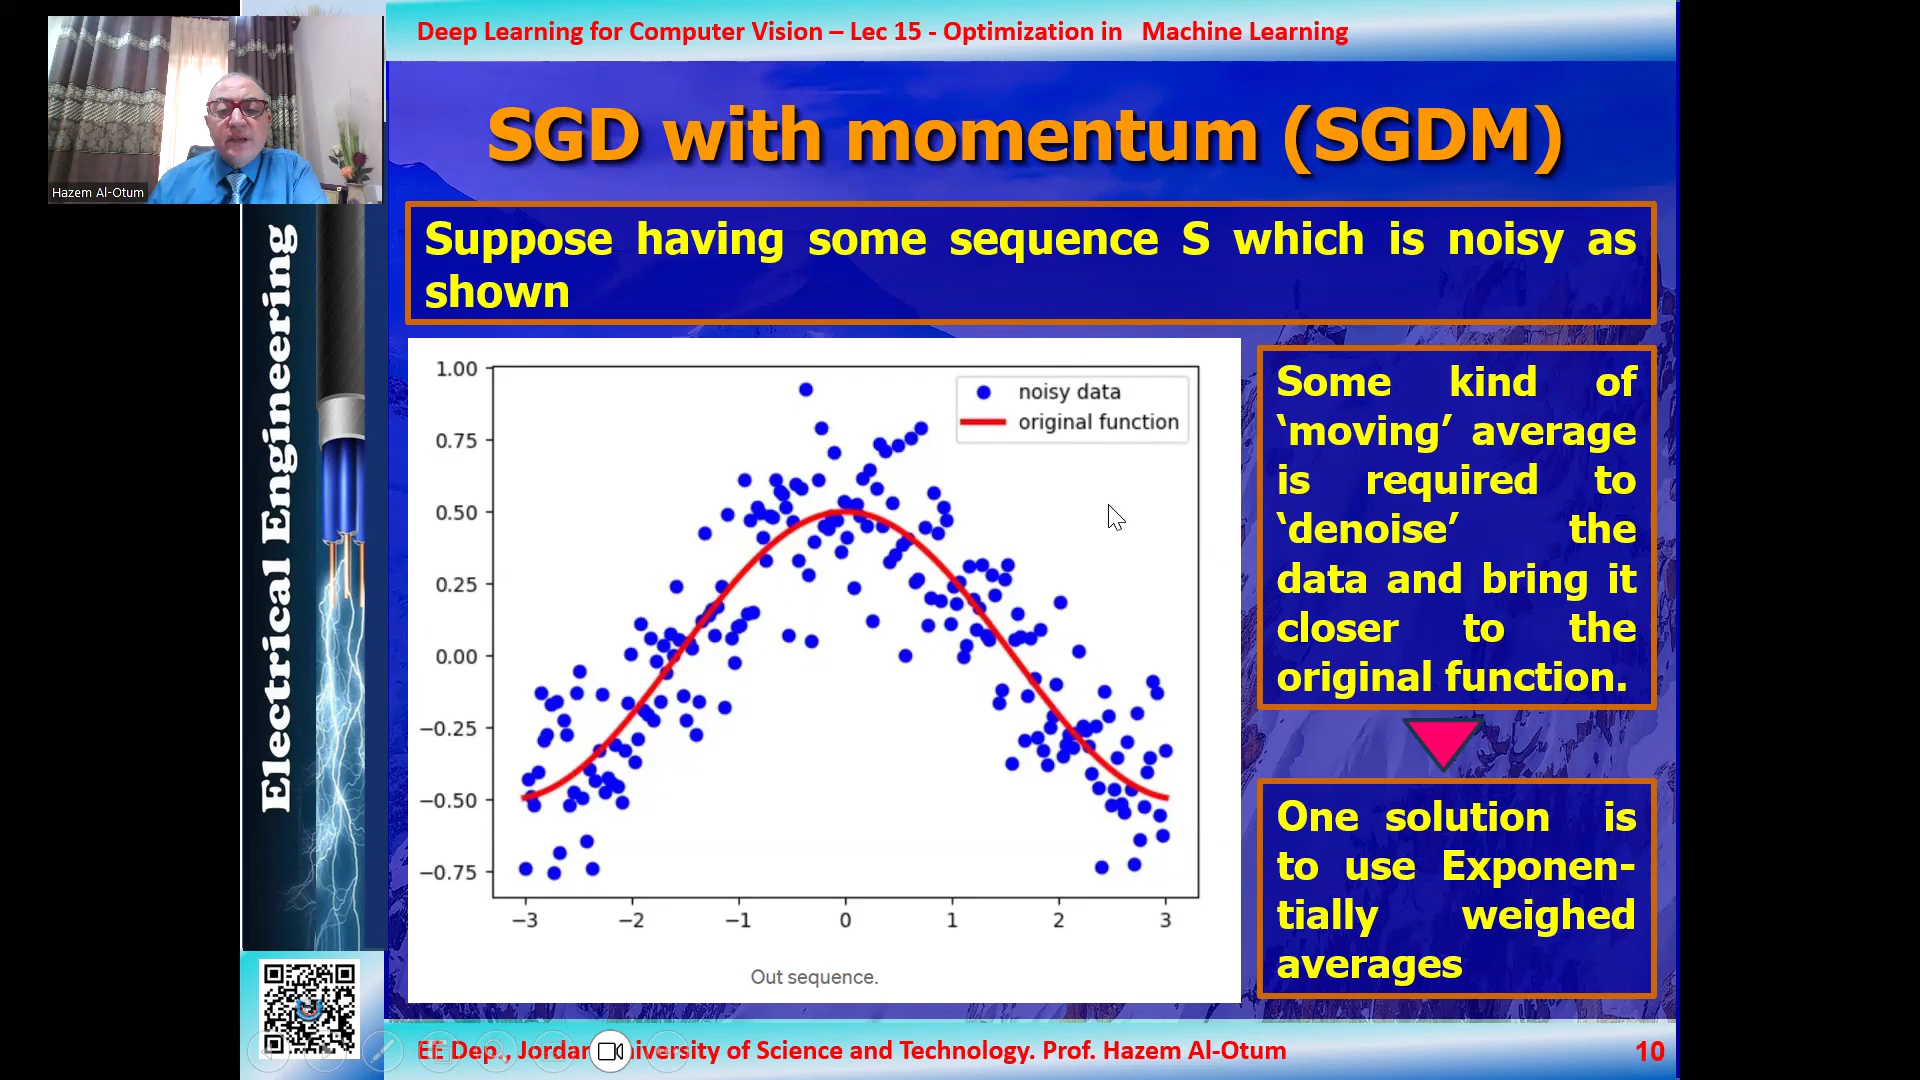 Deep Learning for Computer Vision – Lec 15 - Optimization in Machine Learning
Hazem Al-Otum
Electrical Engineering
SGD with momentum (SGDM)
Suppose having some sequence S which is noisy as
shown
noisy data
original function
1.00
0.75
0.50
0.25
0.00
−0.25
−0.50
−0.75
−3 −2 −1 0 1 2 3
Out sequence.
Some kind of
‘moving’ average
is required to
‘denoise’ the
data and bring it
closer to the
original function.
One solution is
to use Exponen-
tially weighed
averages
EE Dep., Jordan University of Science and Technology. Prof. Hazem Al-Otum
10